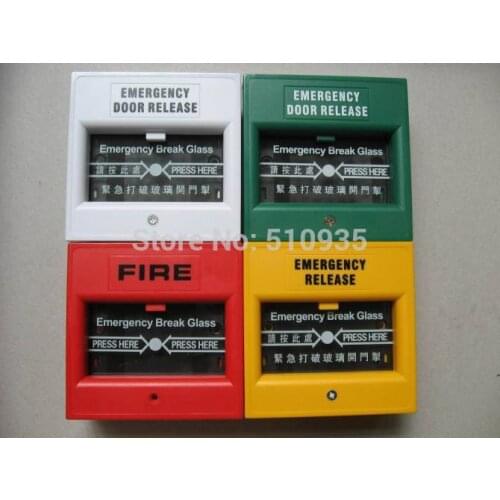 EMERGENCY
DOOR RELEASE
Emergency Break Glass
請按此處 PRESS HERE
緊急打破玻璃開門掣
EMERGENCY
DOOR RELEASE
Emergency Break Glass
請按此處 PRESS HERE
緊急打破玻璃開門掣
Store No: 510935
FIRE
Emergency Break Glass
PRESS HERE PRESS HERE
EMERGENCY
RELEASE
Emergency Break Glass
請按此處 PRESS HERE
緊急打破玻璃開門掣